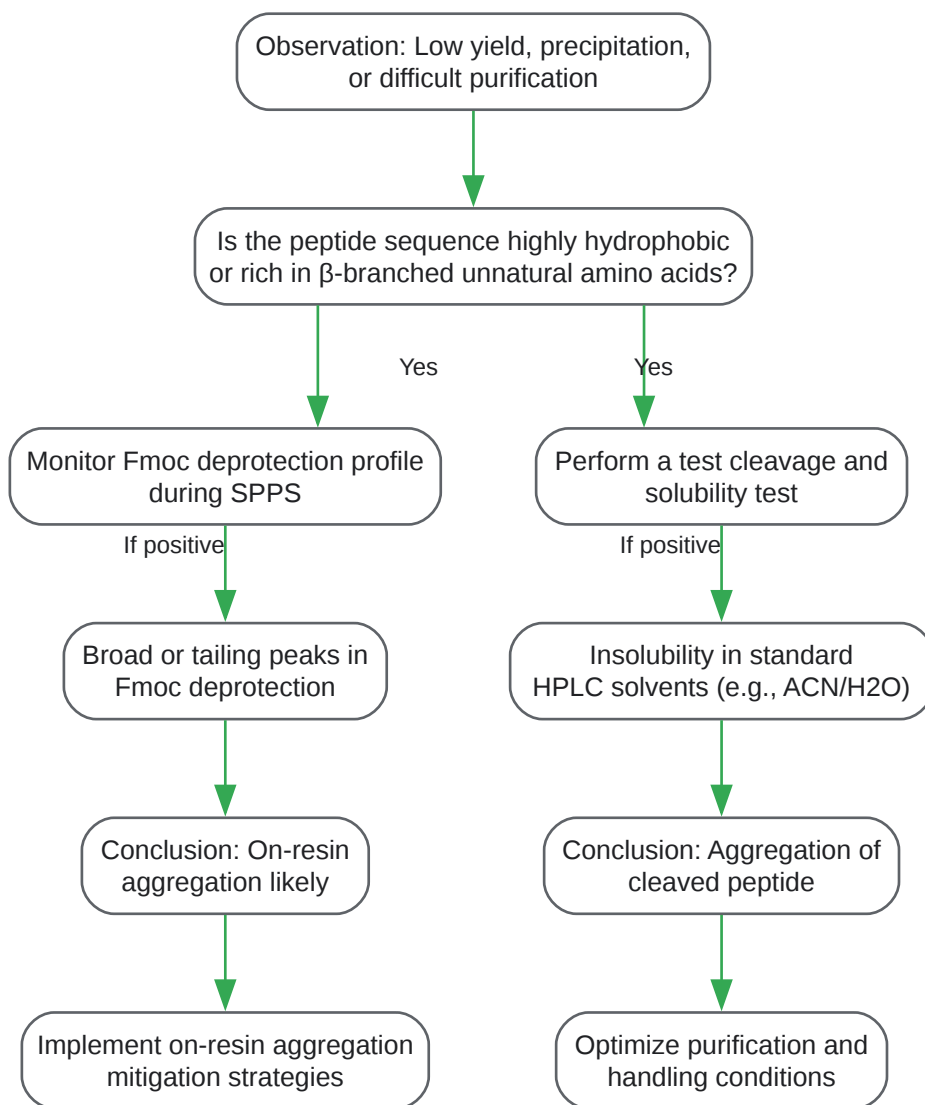 Observation: Low yield, precipitation,
or difficult purification
Is the peptide sequence highly hydrophobic
or rich in β-branched unnatural amino acids?
Yes
Yes
Monitor Fmoc deprotection profile
during SPPS
Perform a test cleavage and
solubility test
If positive
If positive
Broad or tailing peaks in
Fmoc deprotection
Insolubility in standard
HPLC solvents (e.g., ACN/H2O)
Conclusion: On-resin
aggregation likely
Conclusion: Aggregation of
cleaved peptide
Implement on-resin aggregation
mitigation strategies
Optimize purification and
handling conditions